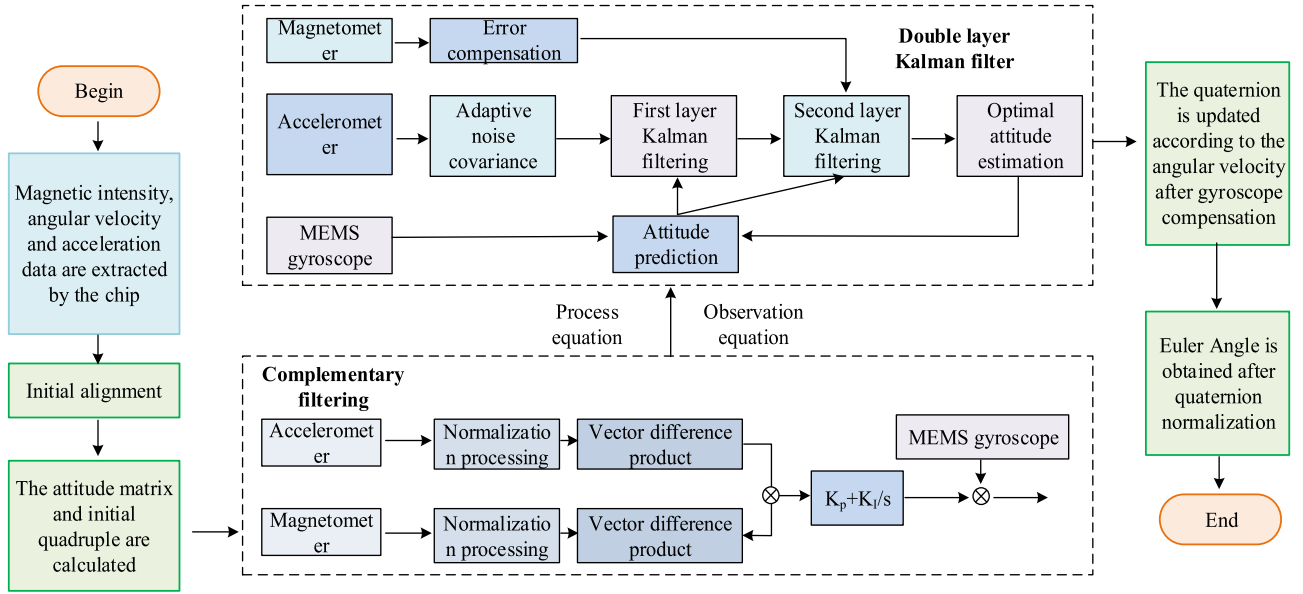 Begin
Magnetic intensity,
angular velocity
and acceleration
data are extracted
by the chip
Initial alignment
The attitude matrix
and initial
quadruple are
calculated
Magnetomet
er
Error
compensation
Double layer
Kalman filter
Acceleromet
er
Adaptive
noise
covariance
First layer
Kalman
filtering
Second layer
Kalman
filtering
Optimal
attitude
estimation
MEMS
gyroscope
Attitude
prediction
Process
equation
Observation
equation
Complementary
filtering
Acceleromet
er
Normalizatio
n processing
Vector difference
product
Magnetomet
er
Normalizatio
n processing
Vector difference
product
Kp+KI/s
MEMS gyroscope
The quaternion
is updated
according to the
angular velocity
after gyroscope
compensation
Euler Angle is
obtained after
quaternion
normalization
End